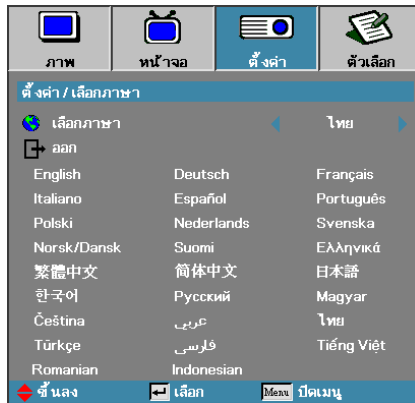 ภาพ หน้าจอ ตั้งค่า ตัวเลือก
ตั้งค่า / เลือกภาษา
เลือกภาษา ไทย
ออก
English Deutsch Français
Italiano Español Português
Polski Nederlands Svenska
Norsk/Dansk Suomi Ελληνικά
繁體中文 简体中文 日本語
한국어 Русский Magyar
Čeština عربي ไทย
Türkçe فارسی Tiếng Việt
Romanian Indonesian
ขึ้นลง เลือก Menu ปิดเมนู